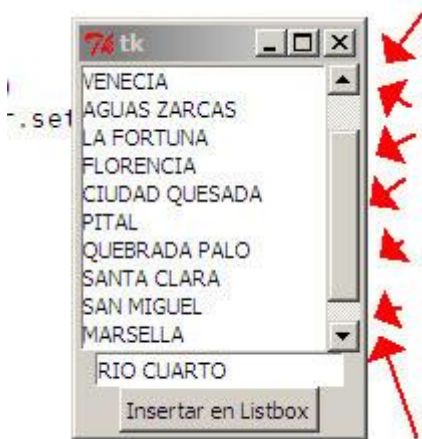 tk
r.set
VENECIA
AGUAS ZARCAS
LA FORTUNA
FLORENCIA
CIUDAD QUESADA
PITAL
QUEBRADA PALO
SANTA CLARA
SAN MIGUEL
MARSELLA
RIO CUARTO
Insertar en Listbox